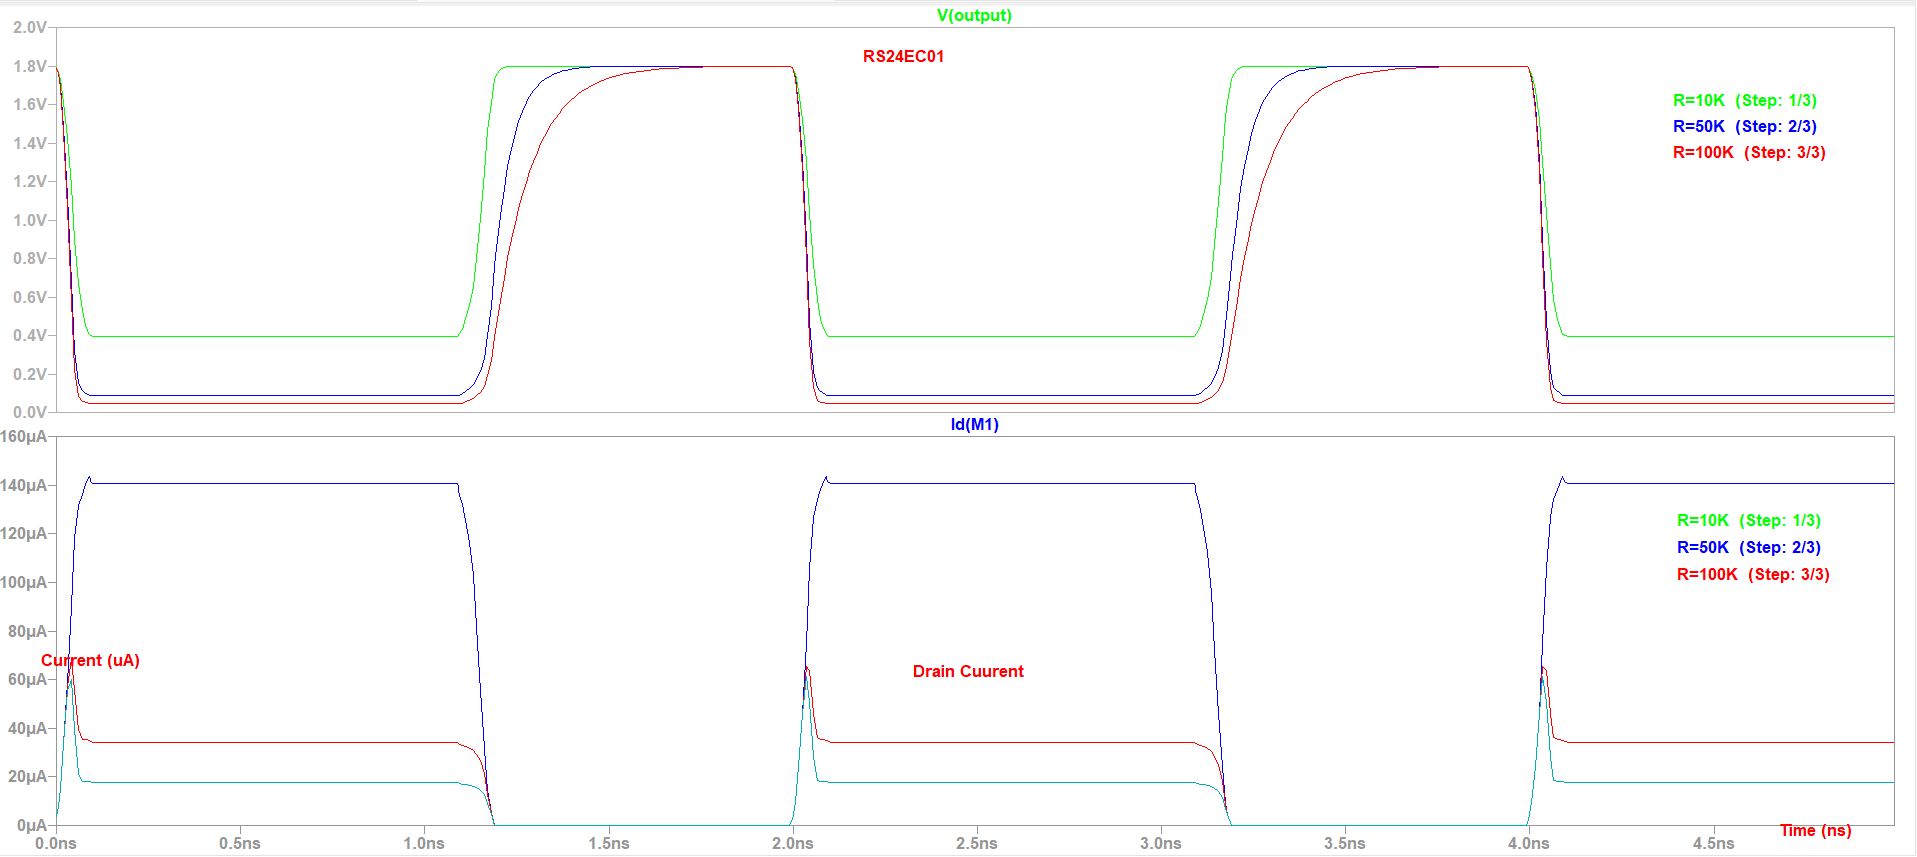 V(output)
2.0V
RS24EC01
1.8V
1.6V
R=10K (Step: 1/3)
R=50K (Step: 2/3)
1.4V
R=100K (Step: 3/3)
1.2V
1.0V
0.8V
0.6V
0.4V
0.2V
0.0V
Id(M1)
160µA
140µA
R=10K (Step: 1/3)
120µA
R=50K (Step: 2/3)
R=100K (Step: 3/3)
100µA
80µA
Current (uA)
Drain Cuurent
60µA
40µA
20µA
0µA
Time (ns)
0.0ns 0.5ns 1.0ns 1.5ns 2.0ns 2.5ns 3.0ns 3.5ns 4.0ns 4.5ns